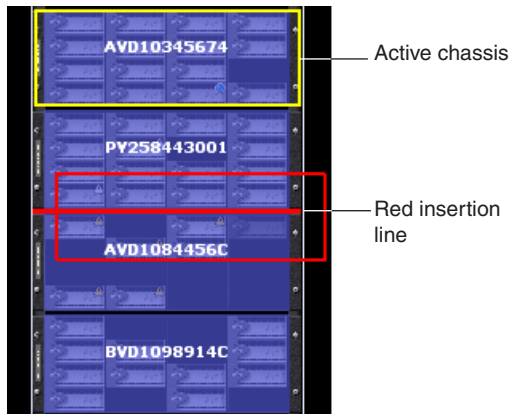 AVD10345674
Active chassis
PY258443001
Red insertion
line
AVD1084456C
BVD1098914C